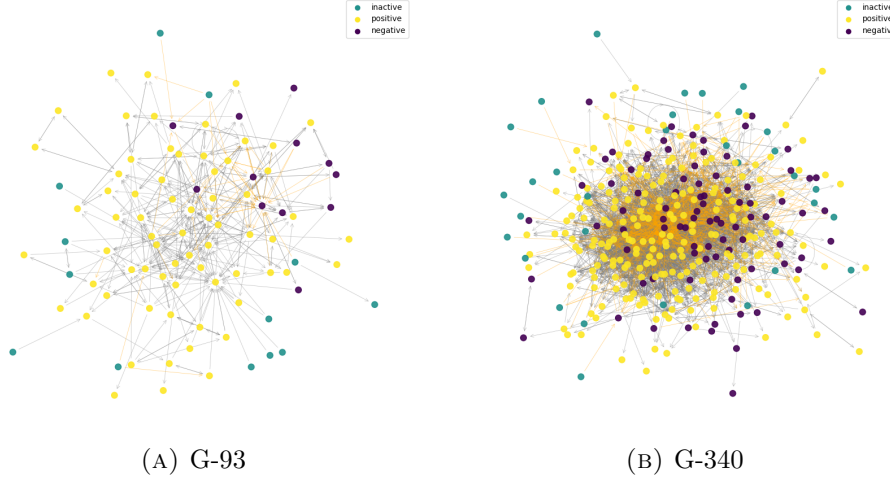 inactive
positive
negative
inactive
positive
negative
(A) G-93
(B) G-340